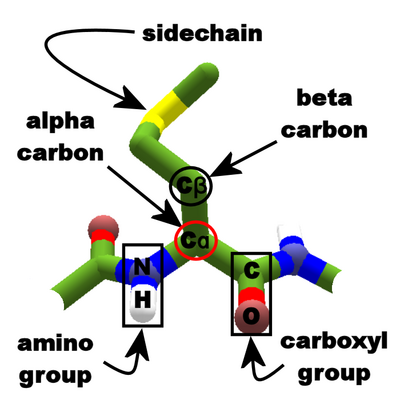 sidechain
beta
carbon
alpha
carbon
Cβ
Cα
N
H
C
O
amino
group
carboxyl
group